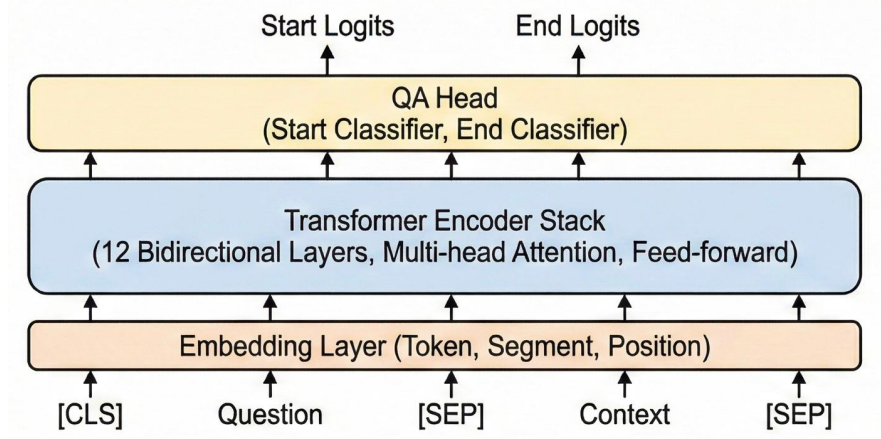 Start Logits End Logits
QA Head
(Start Classifier, End Classifier)
Transformer Encoder Stack
(12 Bidirectional Layers, Multi-head Attention, Feed-forward)
Embedding Layer (Token, Segment, Position)
[CLS] Question [SEP] Context [SEP]